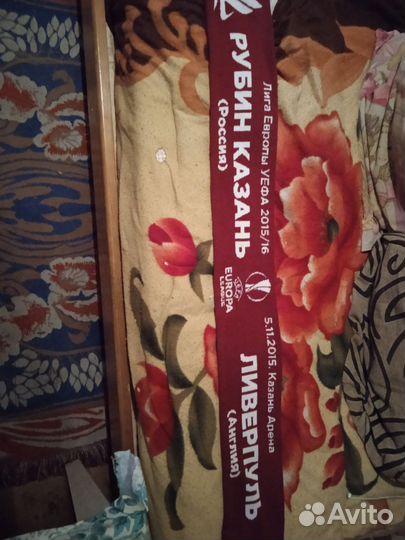 Лига Европы УЕФА 2015/16
РУБИН КАЗАНЬ
(Россия)
EUROPA
LEAGUE
5.11.2015. Казань Арена
ЛИВЕРПУЛЬ
(Англия)
Avito